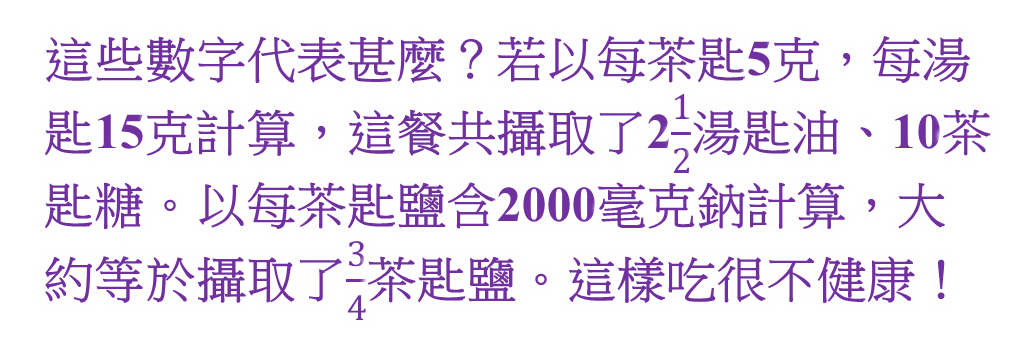 這些數字代表甚麼？若以每茶匙5克，每湯
匙15克計算，這餐共攝取了2½湯匙油、10茶
匙糖。以每茶匙鹽含2000毫克鈉計算，大
約等於攝取了¾茶匙鹽。這樣吃很不健康！